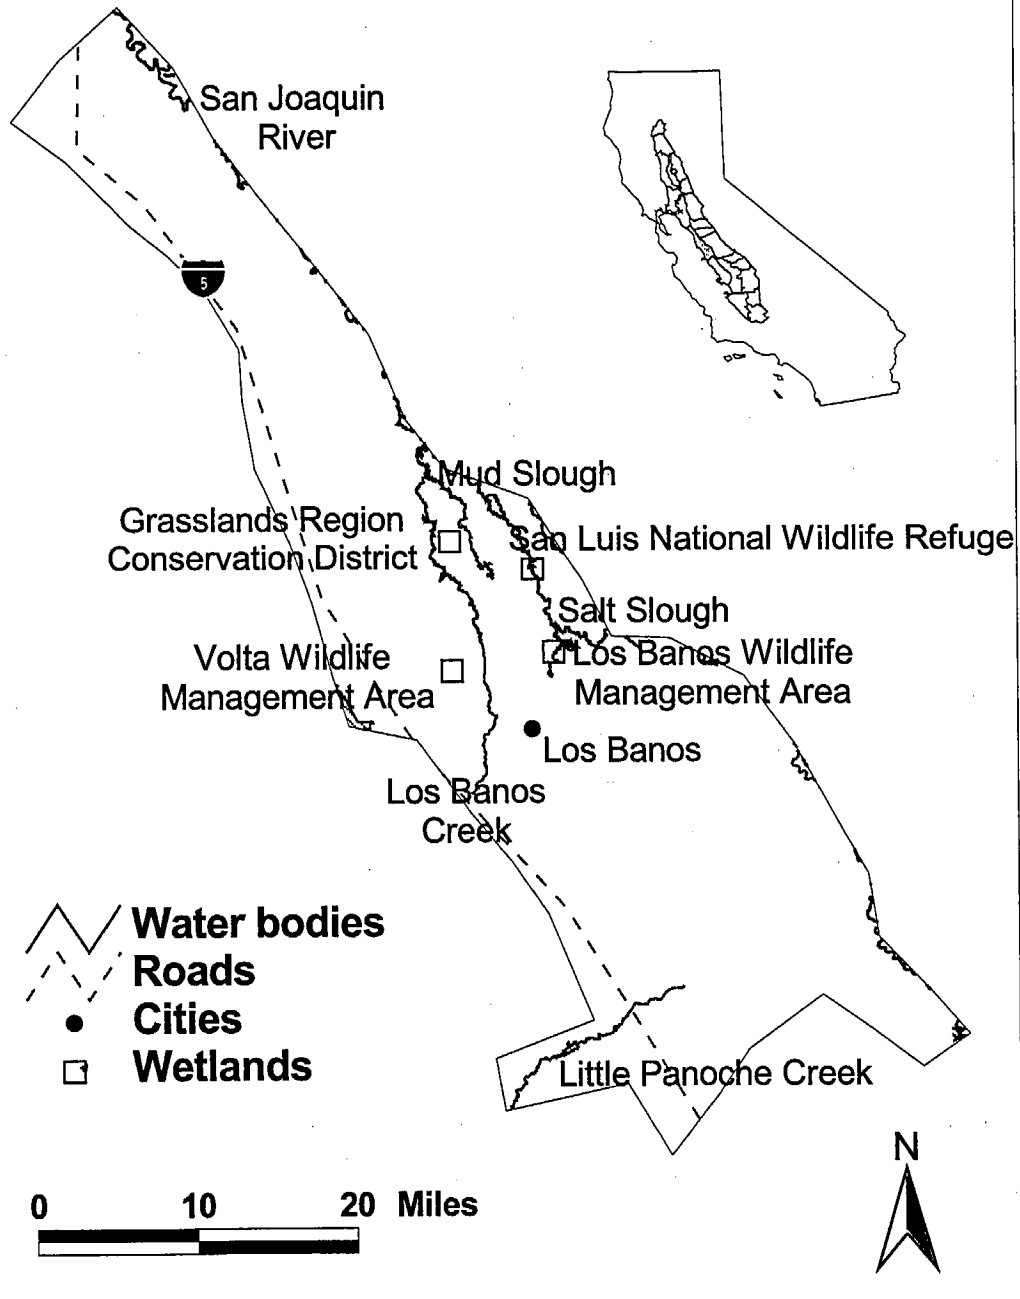 San Joaquin
River
5
Mud Slough
Grasslands Region
Conservation District
San Luis National Wildlife Refuge
Salt Slough
Volta Wildlife
Management Area
Los Banos Wildlife
Management Area
Los Banos
Los Banos
Creek
Water bodies
Roads
Cities
Wetlands
Little Panoche Creek
N
0 10 20 Miles